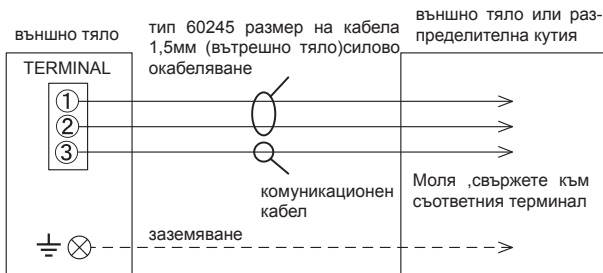 външно тяло
тип 60245 размер на кабела
1,5мм (вътрешно тяло)силово
окабеляване
външно тяло или раз-
пределителна кутия
TERMINAL
1
2
3
комуникационен
кабел
Моля ,свържете към
съответния терминал
заземяване